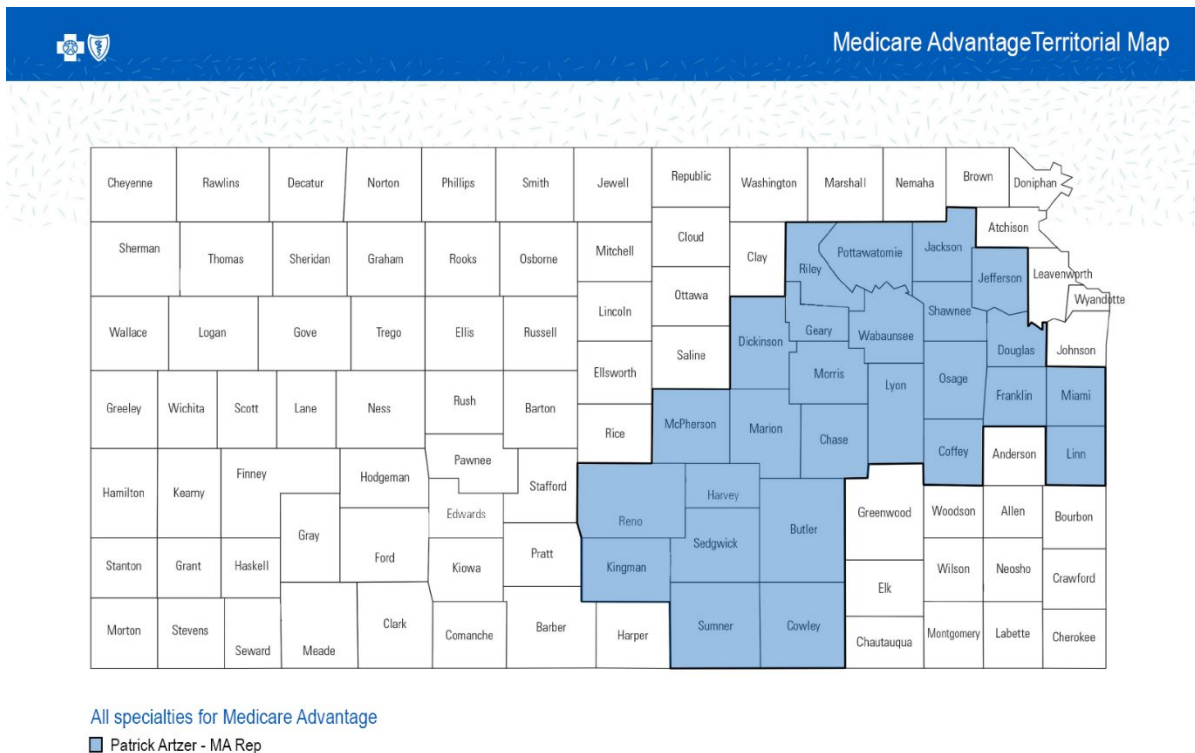 Medicare AdvantageTerritorial Map
Cheyenne Rawlins Decatur Norton Phillips Smith Jewell Republic Washington Marshall Nemaha Brown Doniphan
Sherman Thomas Sheridan Graham Rooks Osborne Mitchell Cloud Clay Riley Pottawatomie Jackson Atchison
Jefferson Leavenworth
Wyandotte
Wallace Logan Gove Trego Ellis Russell Lincoln Ottawa Dickinson Geary Wabaunsee Shawnee Douglas Johnson
Saline
Greeley Wichita Scott Lane Ness Rush Barton Ellsworth Morris Lyon Osage Franklin Miami
Rice McPherson Marion Chase Coffey Anderson Linn
Hamilton Kearny Finney Hodgeman Pawnee Stafford Reno Harvey Butler Greenwood Woodson Allen Bourbon
Edwards
Gray Sedgwick
Stanton Grant Haskell Ford Kiowa Pratt Kingman Elk Wilson Neosho Crawford
Morton Stevens Seward Meade Clark Comanche Barber Harper Sumner Cowley Chautauqua Montgomery Labette Cherokee
All specialties for Medicare Advantage
Patrick Artzer - MA Rep